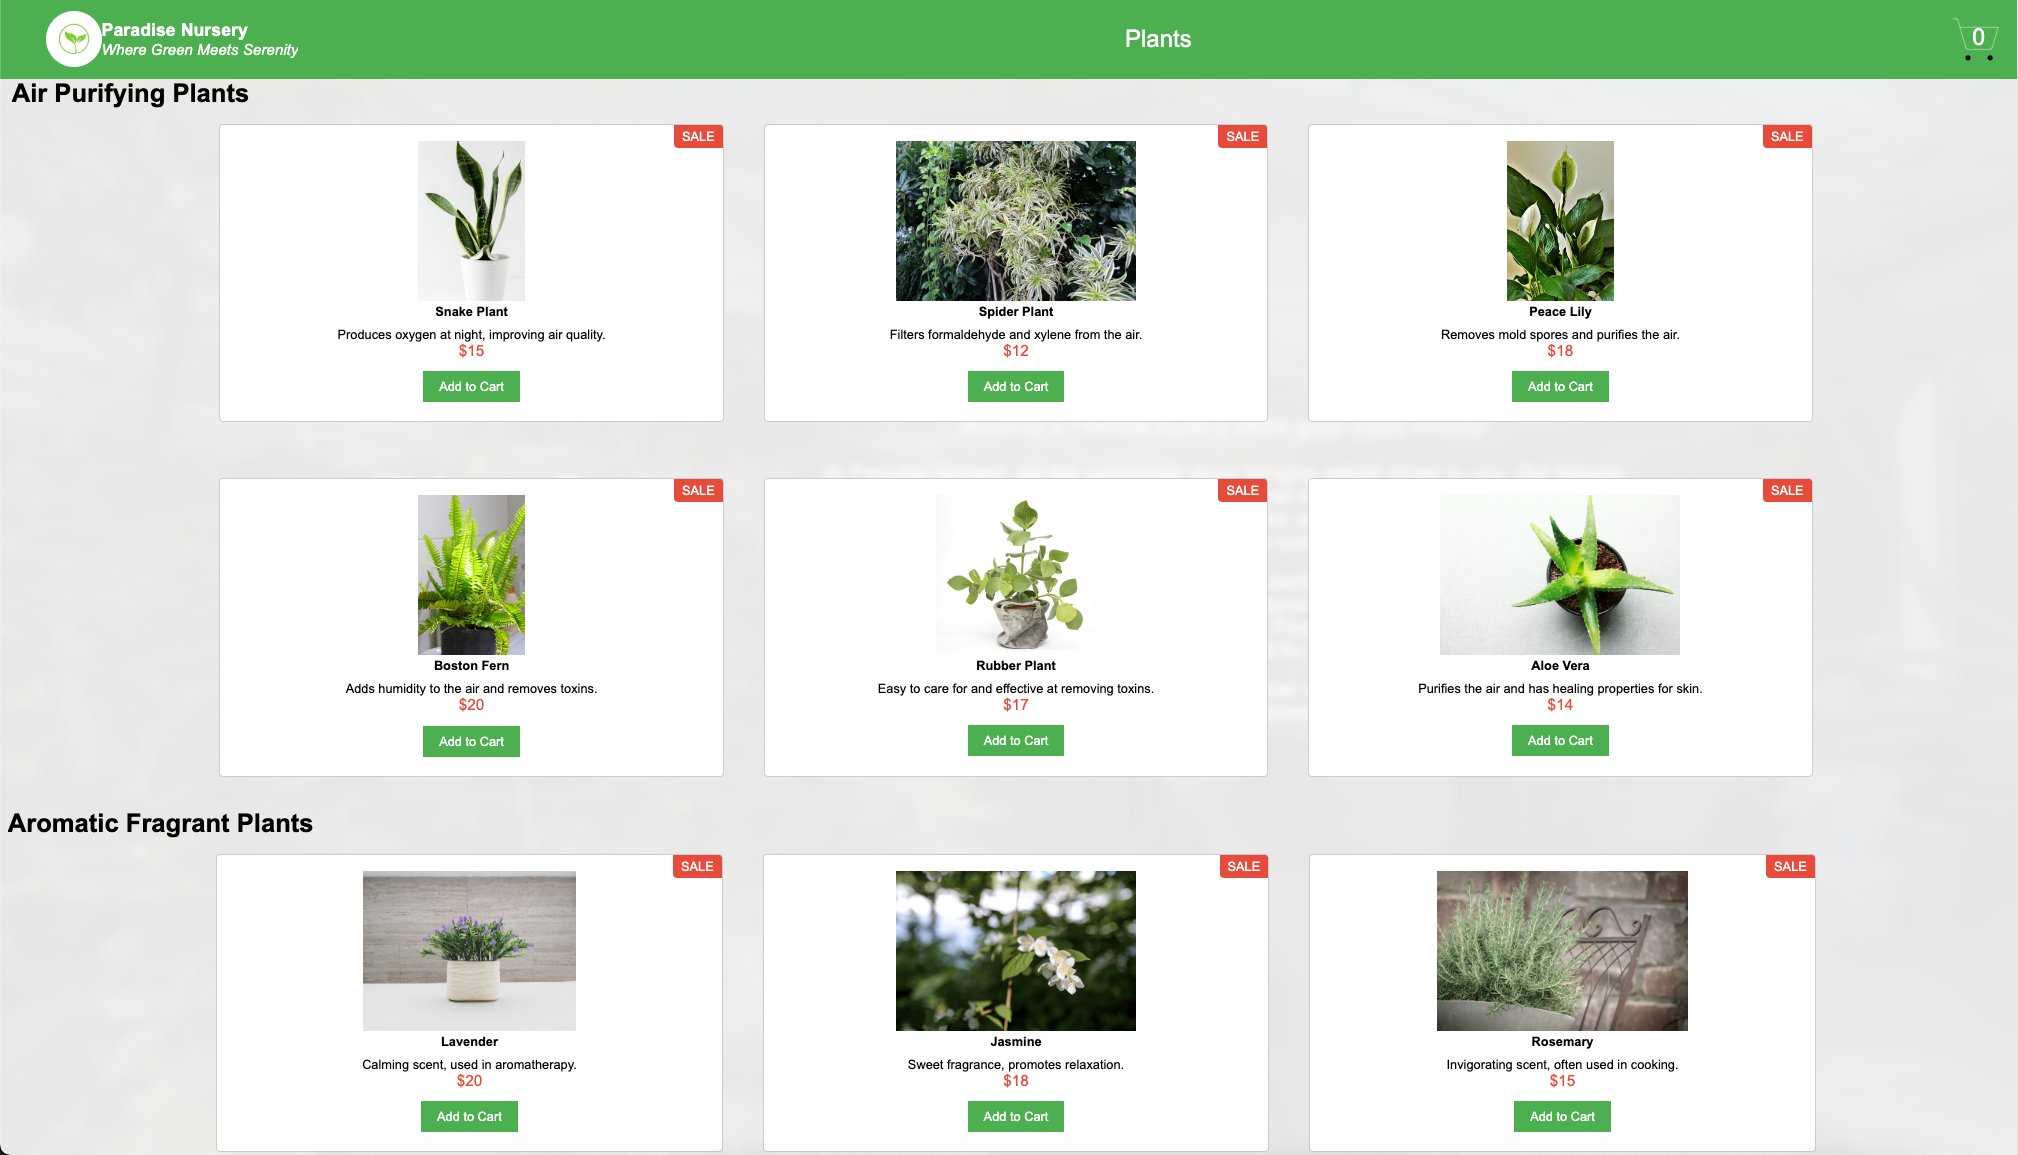 Paradise Nursery
Where Green Meets Serenity
Plants
0
Air Purifying Plants
SALE
Snake Plant
Produces oxygen at night, improving air quality.
$15
Add to Cart
SALE
Spider Plant
Filters formaldehyde and xylene from the air.
$12
Add to Cart
SALE
Peace Lily
Removes mold spores and purifies the air.
$18
Add to Cart
SALE
Boston Fern
Adds humidity to the air and removes toxins.
$20
Add to Cart
SALE
Rubber Plant
Easy to care for and effective at removing toxins.
$17
Add to Cart
SALE
Aloe Vera
Purifies the air and has healing properties for skin.
$14
Add to Cart
Aromatic Fragrant Plants
SALE
Lavender
Calming scent, used in aromatherapy.
$20
Add to Cart
SALE
Jasmine
Sweet fragrance, promotes relaxation.
$18
Add to Cart
SALE
Rosemary
Invigorating scent, often used in cooking.
$15
Add to Cart